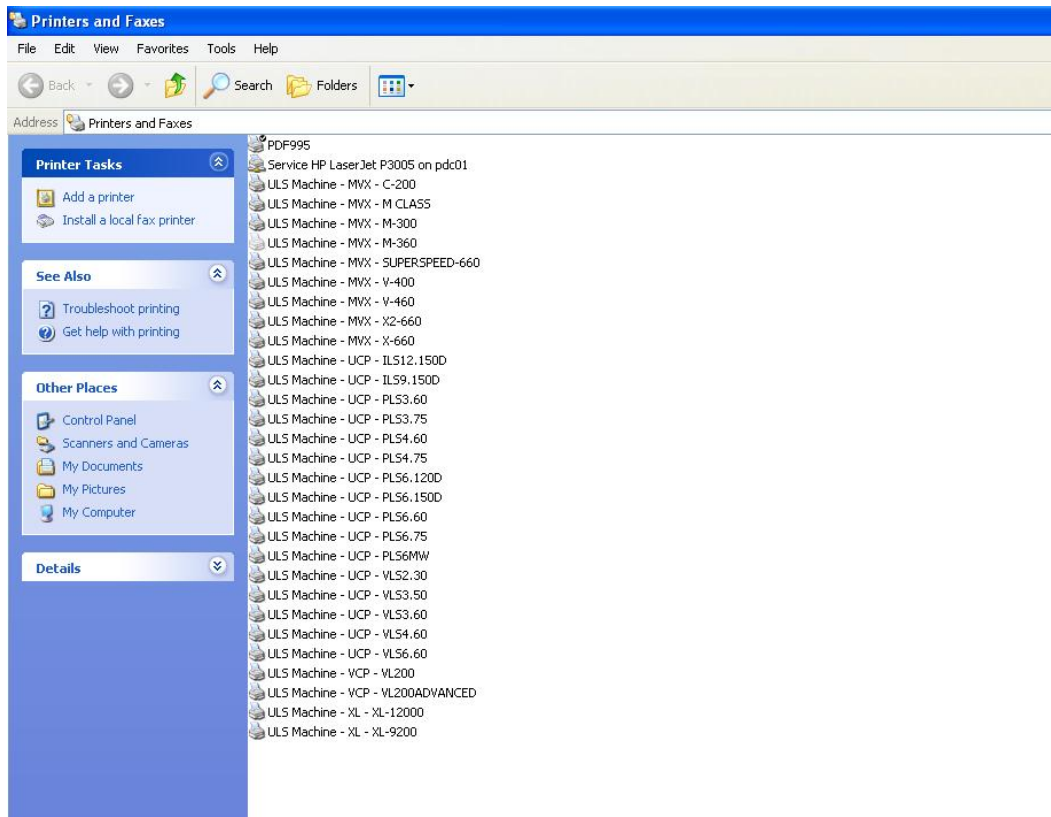 Printers and Faxes
File Edit View Favorites Tools Help
Back Search Folders
Address Printers and Faxes
Printer Tasks
Add a printer
Install a local fax printer
See Also
Troubleshoot printing
Get help with printing
Other Places
Control Panel
Scanners and Cameras
My Documents
My Pictures
My Computer
Details
PDF995
Service HP LaserJet P3005 on pdc01
ULS Machine - MVX - C-200
ULS Machine - MVX - M CLASS
ULS Machine - MVX - M-300
ULS Machine - MVX - M-360
ULS Machine - MVX - SUPERSPEED-660
ULS Machine - MVX - V-400
ULS Machine - MVX - V-460
ULS Machine - MVX - X2-660
ULS Machine - MVX - X-660
ULS Machine - UCP - ILS12.150D
ULS Machine - UCP - ILS9.150D
ULS Machine - UCP - PLS3.60
ULS Machine - UCP - PLS3.75
ULS Machine - UCP - PLS4.60
ULS Machine - UCP - PLS4.75
ULS Machine - UCP - PLS6.120D
ULS Machine - UCP - PLS6.150D
ULS Machine - UCP - PLS6.60
ULS Machine - UCP - PLS6.75
ULS Machine - UCP - PLS6MW
ULS Machine - UCP - VLS2.30
ULS Machine - UCP - VLS3.50
ULS Machine - UCP - VLS3.60
ULS Machine - UCP - VLS4.60
ULS Machine - UCP - VLS6.60
ULS Machine - VCP - VL200
ULS Machine - VCP - VL200ADVANCED
ULS Machine - XL - XL-12000
ULS Machine - XL - XL-9200